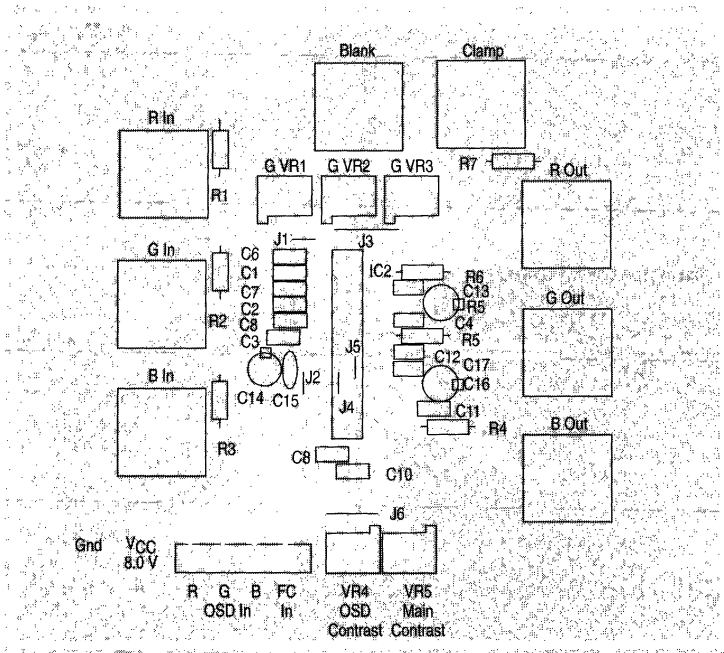 Blank
Clamp
R In
R1
G VR1
G VR2
G VR3
R7
R Out
J1
J3
G In
C6
C1
C7
C2
C8
C3
R2
IC2
R6
C13
R5
C4
R5
G Out
J5
C12
C17
C16
B In
C14
C15
J2
J4
C11
R4
R3
B Out
C8
C10
J6
Gnd
VCC
8.0 V
R G B FC
OSD In In
VR4 VR5
OSD Main
Contrast Contrast